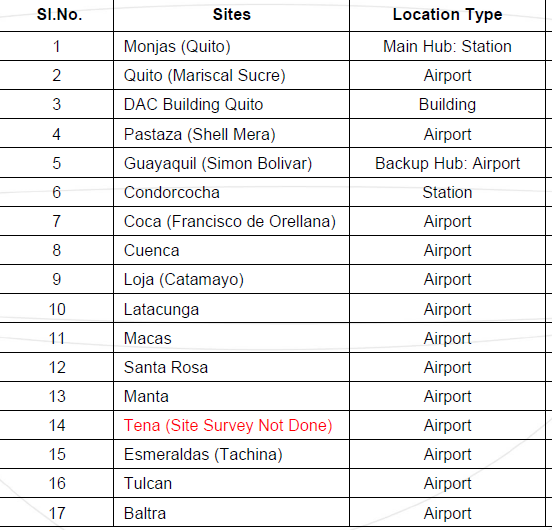 Sl.No. Sites Location Type
1 Monjas (Quito) Main Hub: Station
2 Quito (Mariscal Sucre) Airport
3 DAC Building Quito Building
4 Pastaza (Shell Mera) Airport
5 Guayaquil (Simon Bolivar) Backup Hub: Airport
6 Condorcocha Station
7 Coca (Francisco de Orellana) Airport
8 Cuenca Airport
9 Loja (Catamayo) Airport
10 Latacunga Airport
11 Macas Airport
12 Santa Rosa Airport
13 Manta Airport
14 Tena (Site Survey Not Done) Airport
15 Esmeraldas (Tachina) Airport
16 Tulcan Airport
17 Baltra Airport